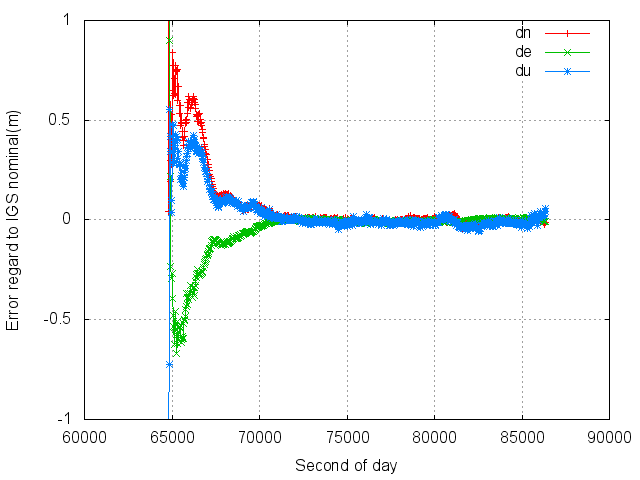 1
0.5
0
-0.5
-1
60000 65000 70000 75000 80000 85000 90000
Second of day
Error regard to IGS nominal(m)
dn
de
du